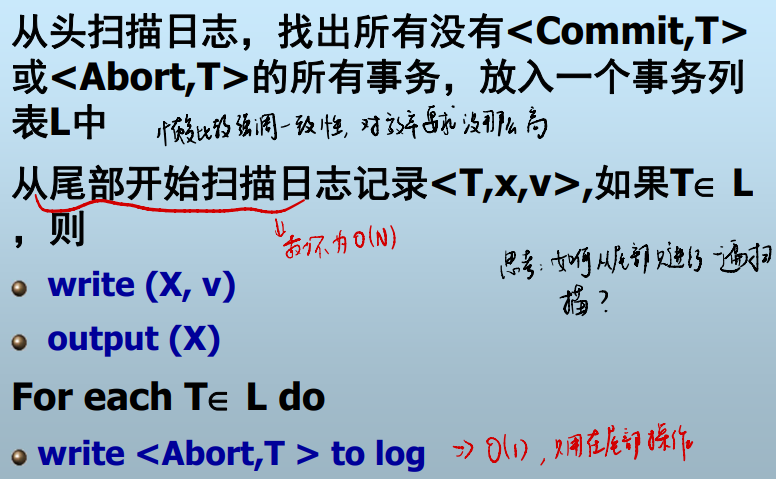 从头扫描日志，找出所有没有<Commit,T>
或<Abort,T>的所有事务，放入一个事务列
表L中
比较强调一致性，对效率要求没那么高
从尾部开始扫描日志记录<T,x,v>,如果T∈ L
，则
最坏为O(N)
思考：如何从尾部只进行一遍扫
描？
write (X, v)
output (X)
For each T∈ L do
write <Abort,T > to log
→ O(1)，只用在尾部操作